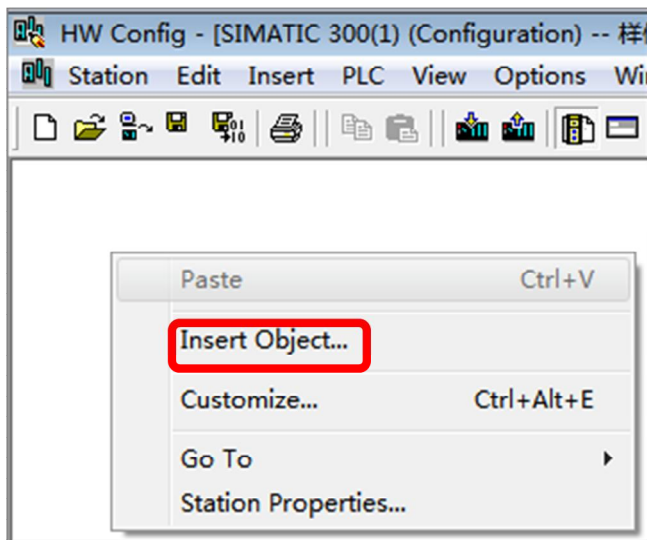 HW Config - [SIMATIC 300(1) (Configuration) -- 样
Station Edit Insert PLC View Options Wi
Paste Ctrl+V
Insert Object...
Customize... Ctrl+Alt+E
Go To
Station Properties...